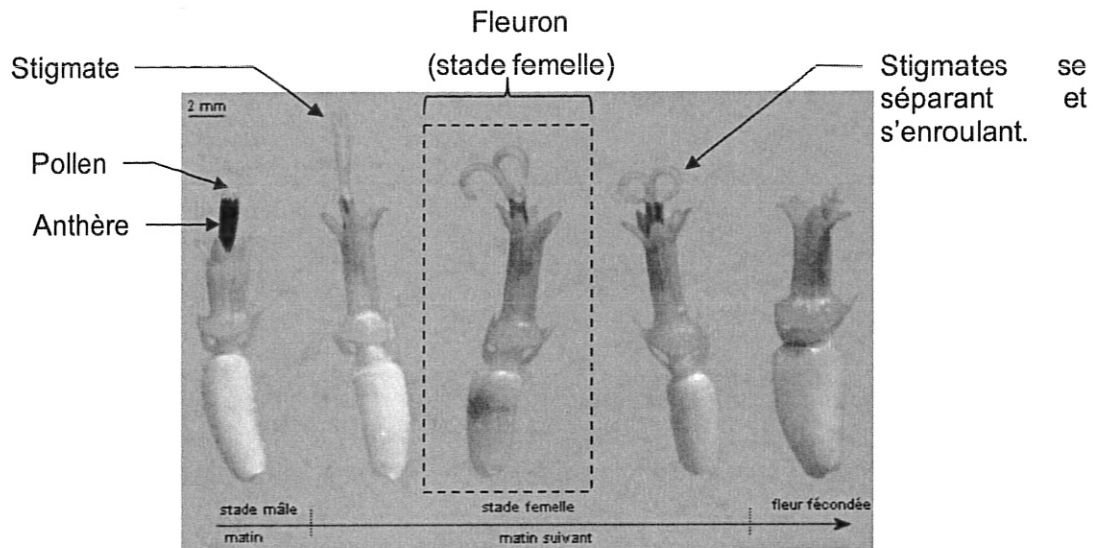 Fleuron
(stade femelle)
Stigmate
Stigmates se
séparant et
s'enroulant.
2 mm
Pollen
Anthère
stade mâle
stade femelle
fleur fécondée
matin
matin suivant